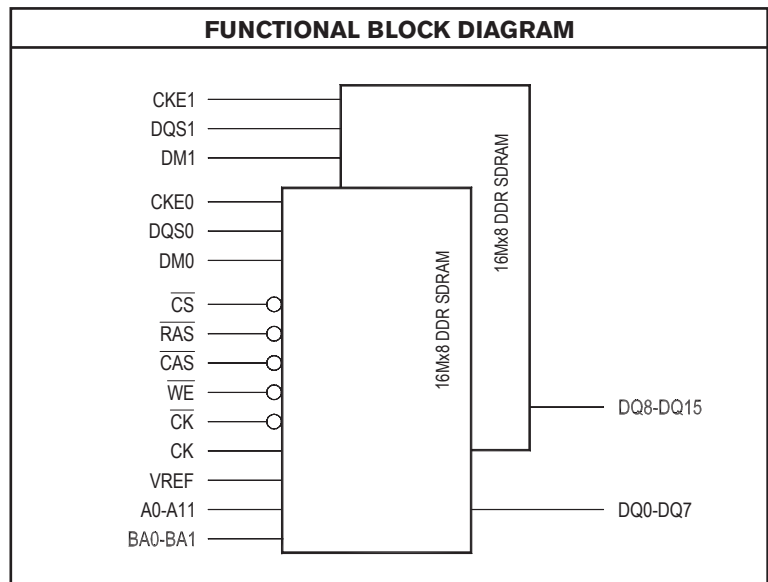 FUNCTIONAL BLOCK DIAGRAM
CKE1
DQS1
DM1
CKE0
DQS0
DM0
CS
RAS
CAS
WE
CK
CK
VREF
A0-A11
BA0-BA1
16Mx8 DDR SDRAM
16Mx8 DDR SDRAM
DQ8-DQ15
DQ0-DQ7